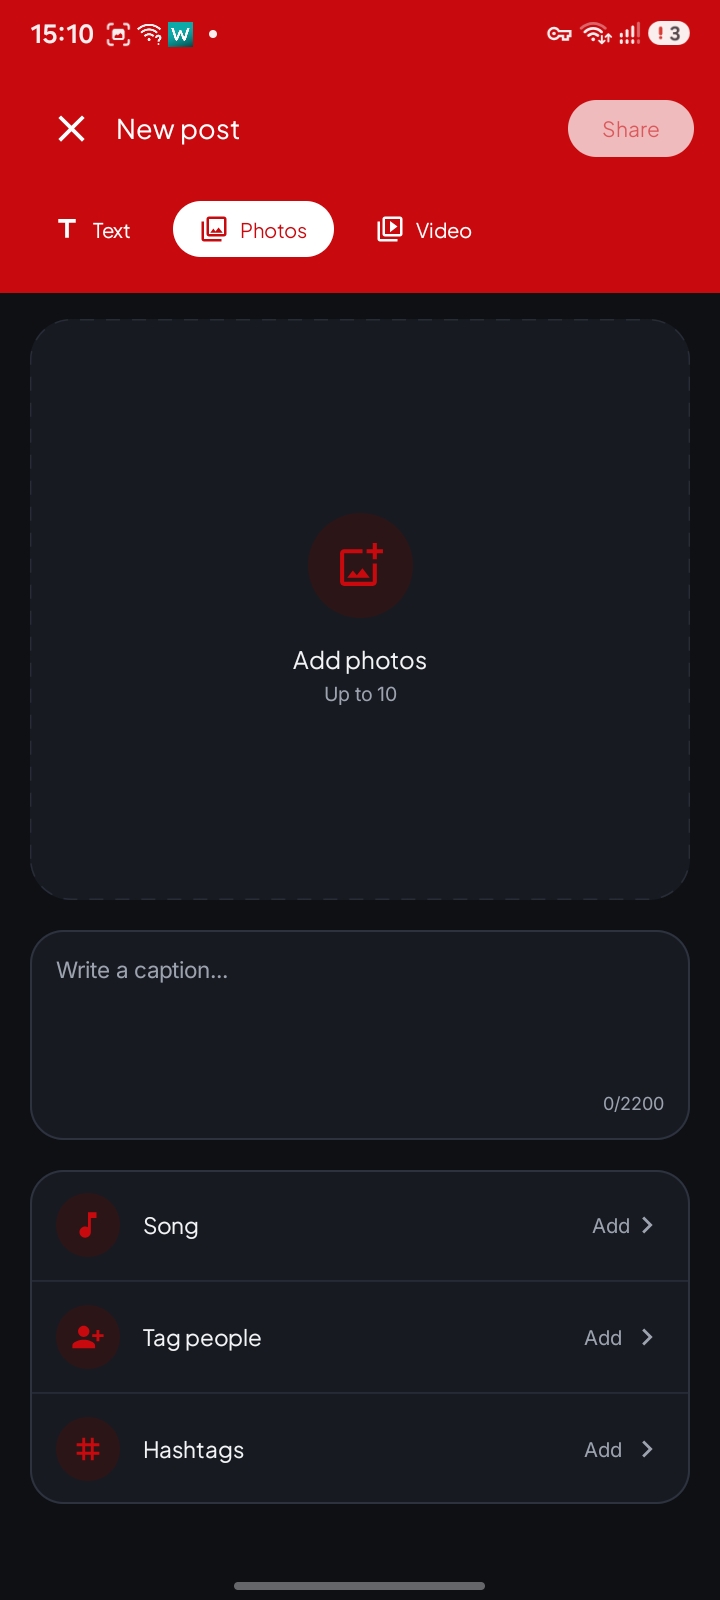 15:10 W 3
New post Share
Text Photos Video
Add photos
Up to 10
Write a caption...
0/2200
Song Add
Tag people Add
Hashtags Add